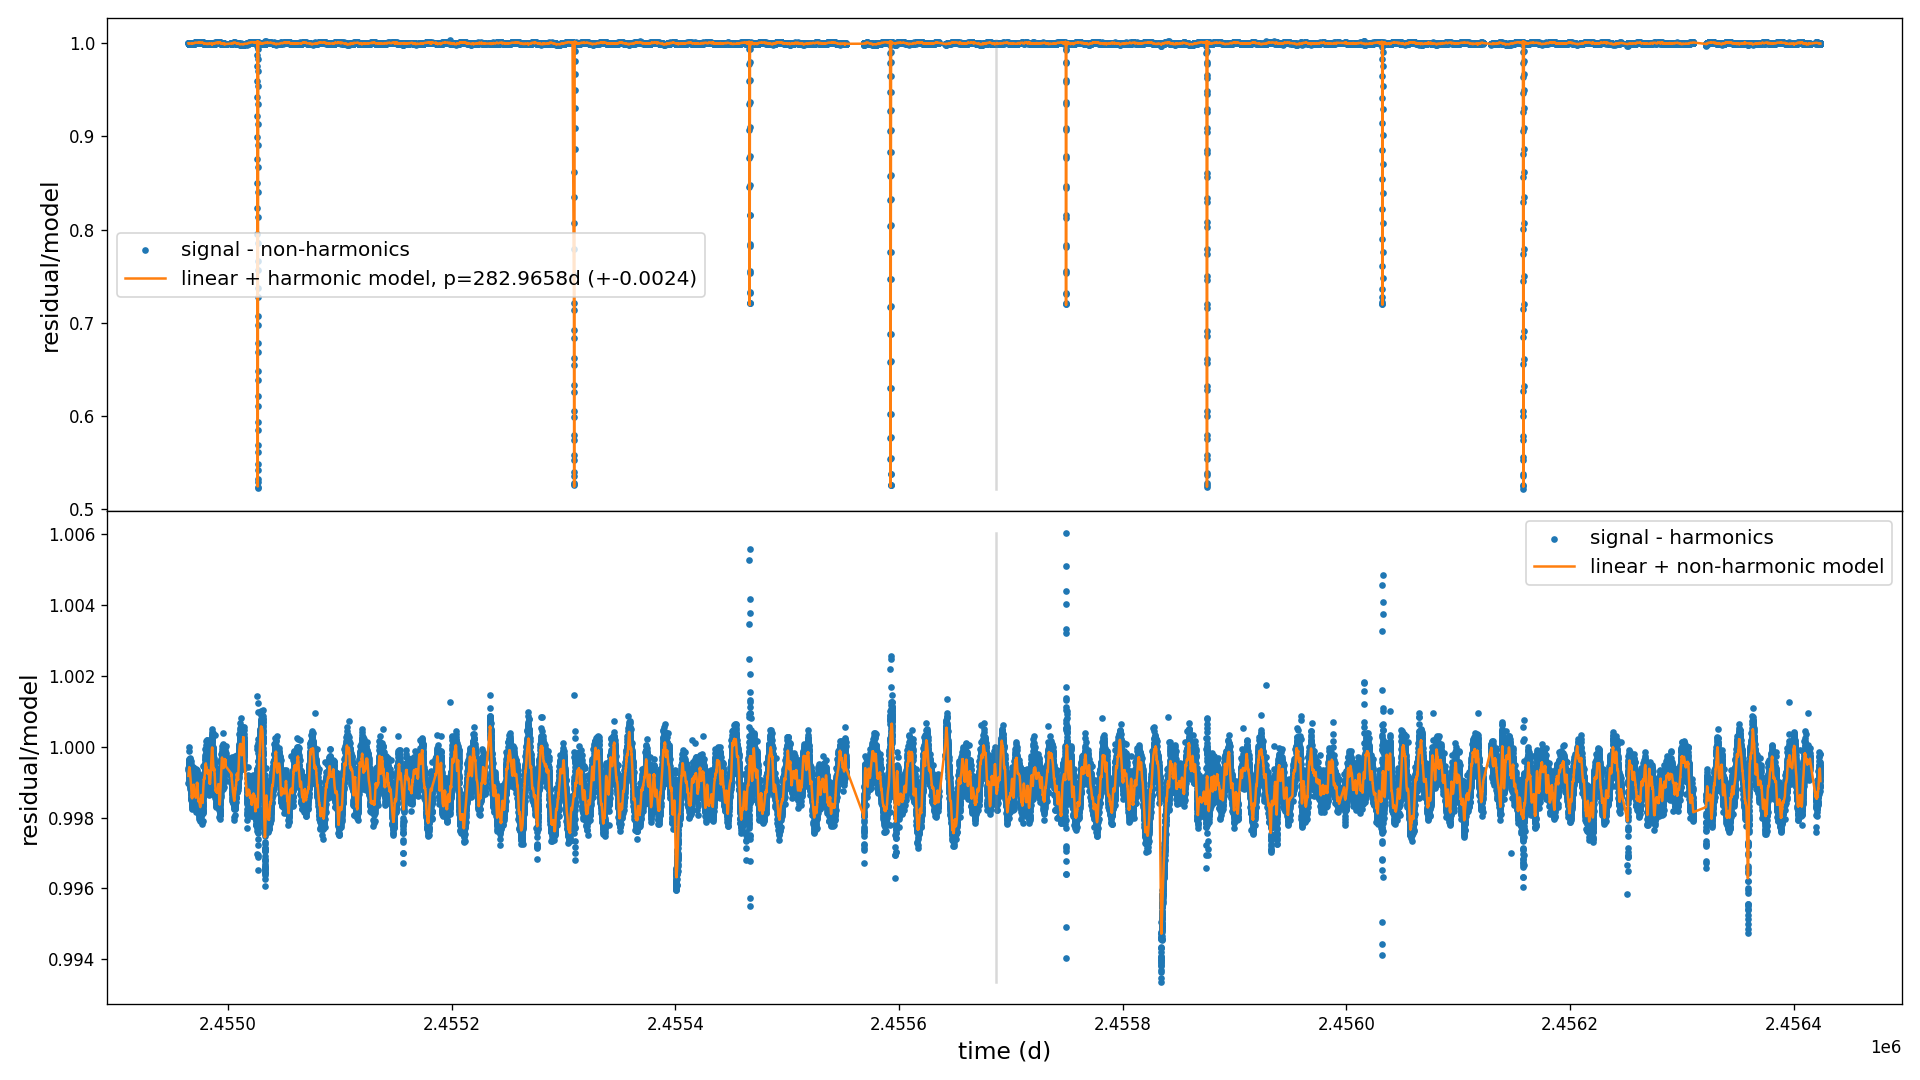 1.0
0.9
0.8
0.7
0.6
0.5
residual/model
signal - non-harmonics
linear + harmonic model, p=282.9658d (+-0.0024)
1.006
1.004
1.002
1.000
0.998
0.996
0.994
residual/model
signal - harmonics
linear + non-harmonic model
2.4550 2.4552 2.4554 2.4556 2.4558 2.4560 2.4562 2.4564
time (d)
1e6